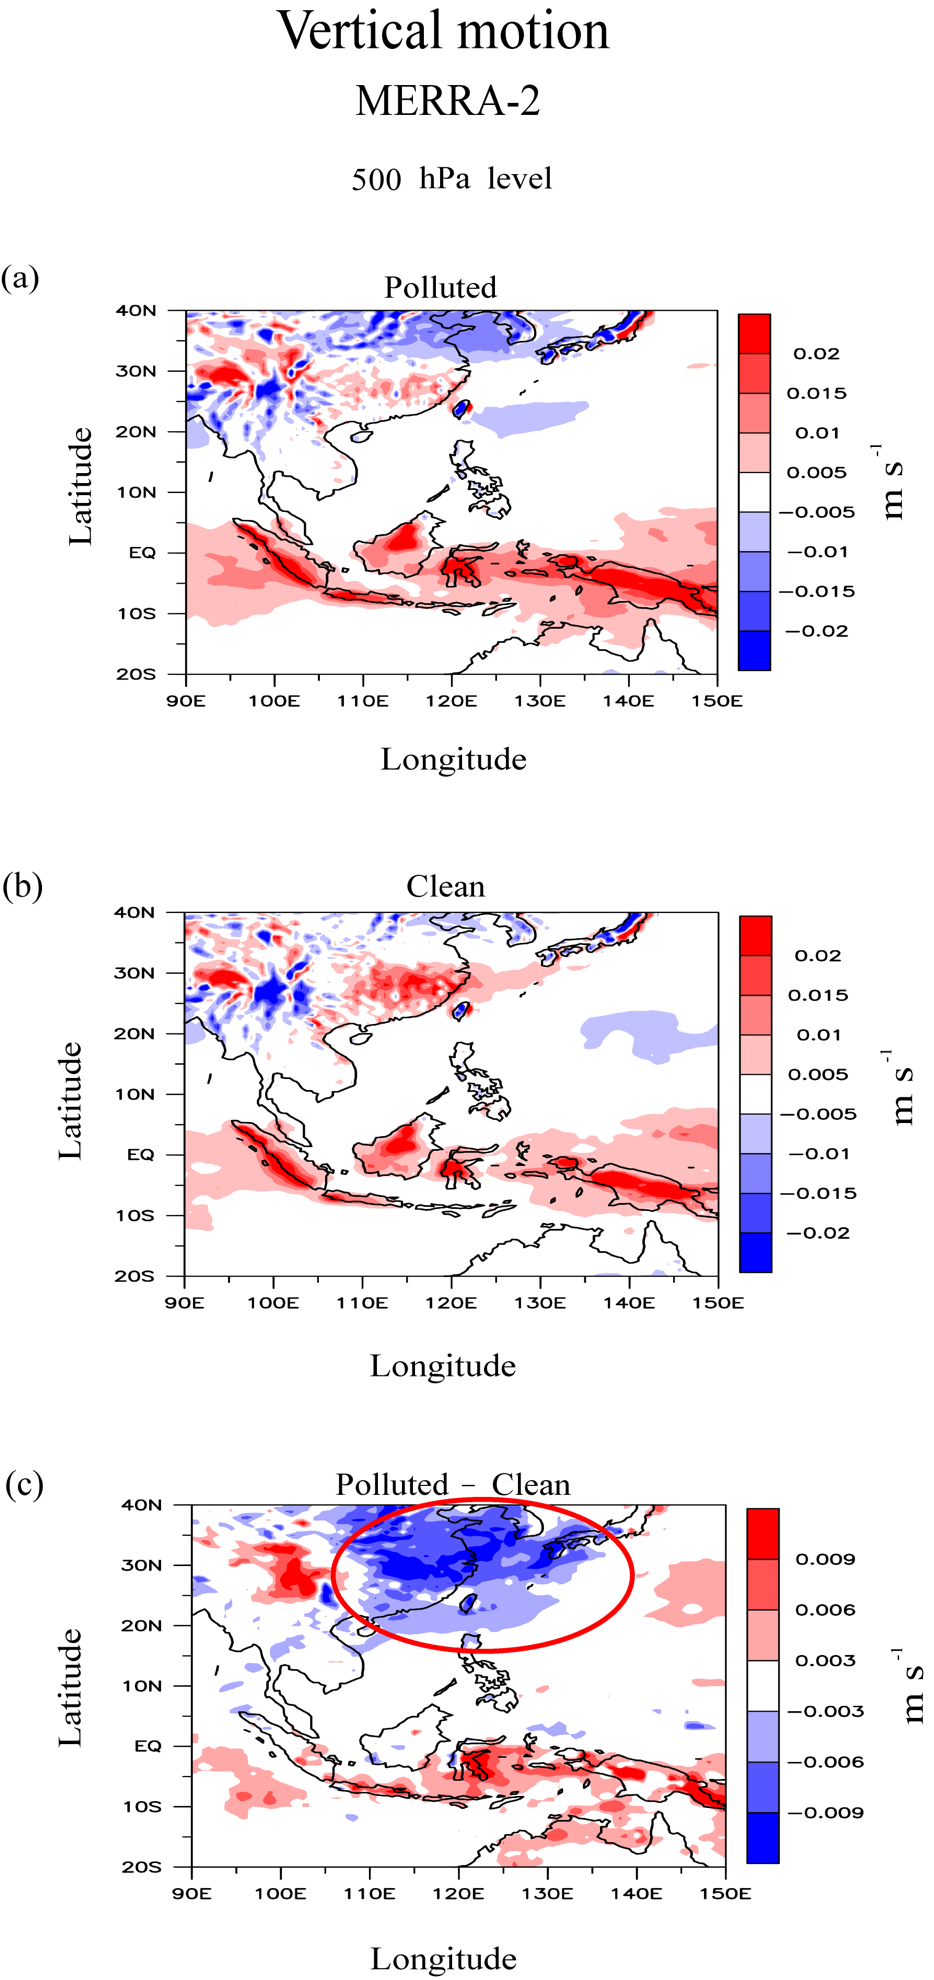 Vertical motion
MERRA-2
500 hPa level
(a)
Polluted
40N
30N
20N
10N
EQ
10S
20S
90E 100E 110E 120E 130E 140E 150E
Latitude
Longitude
0.02
0.015
0.01
0.005
−0.005
−0.01
−0.015
−0.02
m s⁻¹
(b)
Clean
40N
30N
20N
10N
EQ
10S
20S
90E 100E 110E 120E 130E 140E 150E
Latitude
Longitude
0.02
0.015
0.01
0.005
−0.005
−0.01
−0.015
−0.02
m s⁻¹
(c)
Polluted − Clean
40N
30N
20N
10N
EQ
10S
20S
90E 100E 110E 120E 130E 140E 150E
Latitude
Longitude
0.009
0.006
0.003
−0.003
−0.006
−0.009
m s⁻¹